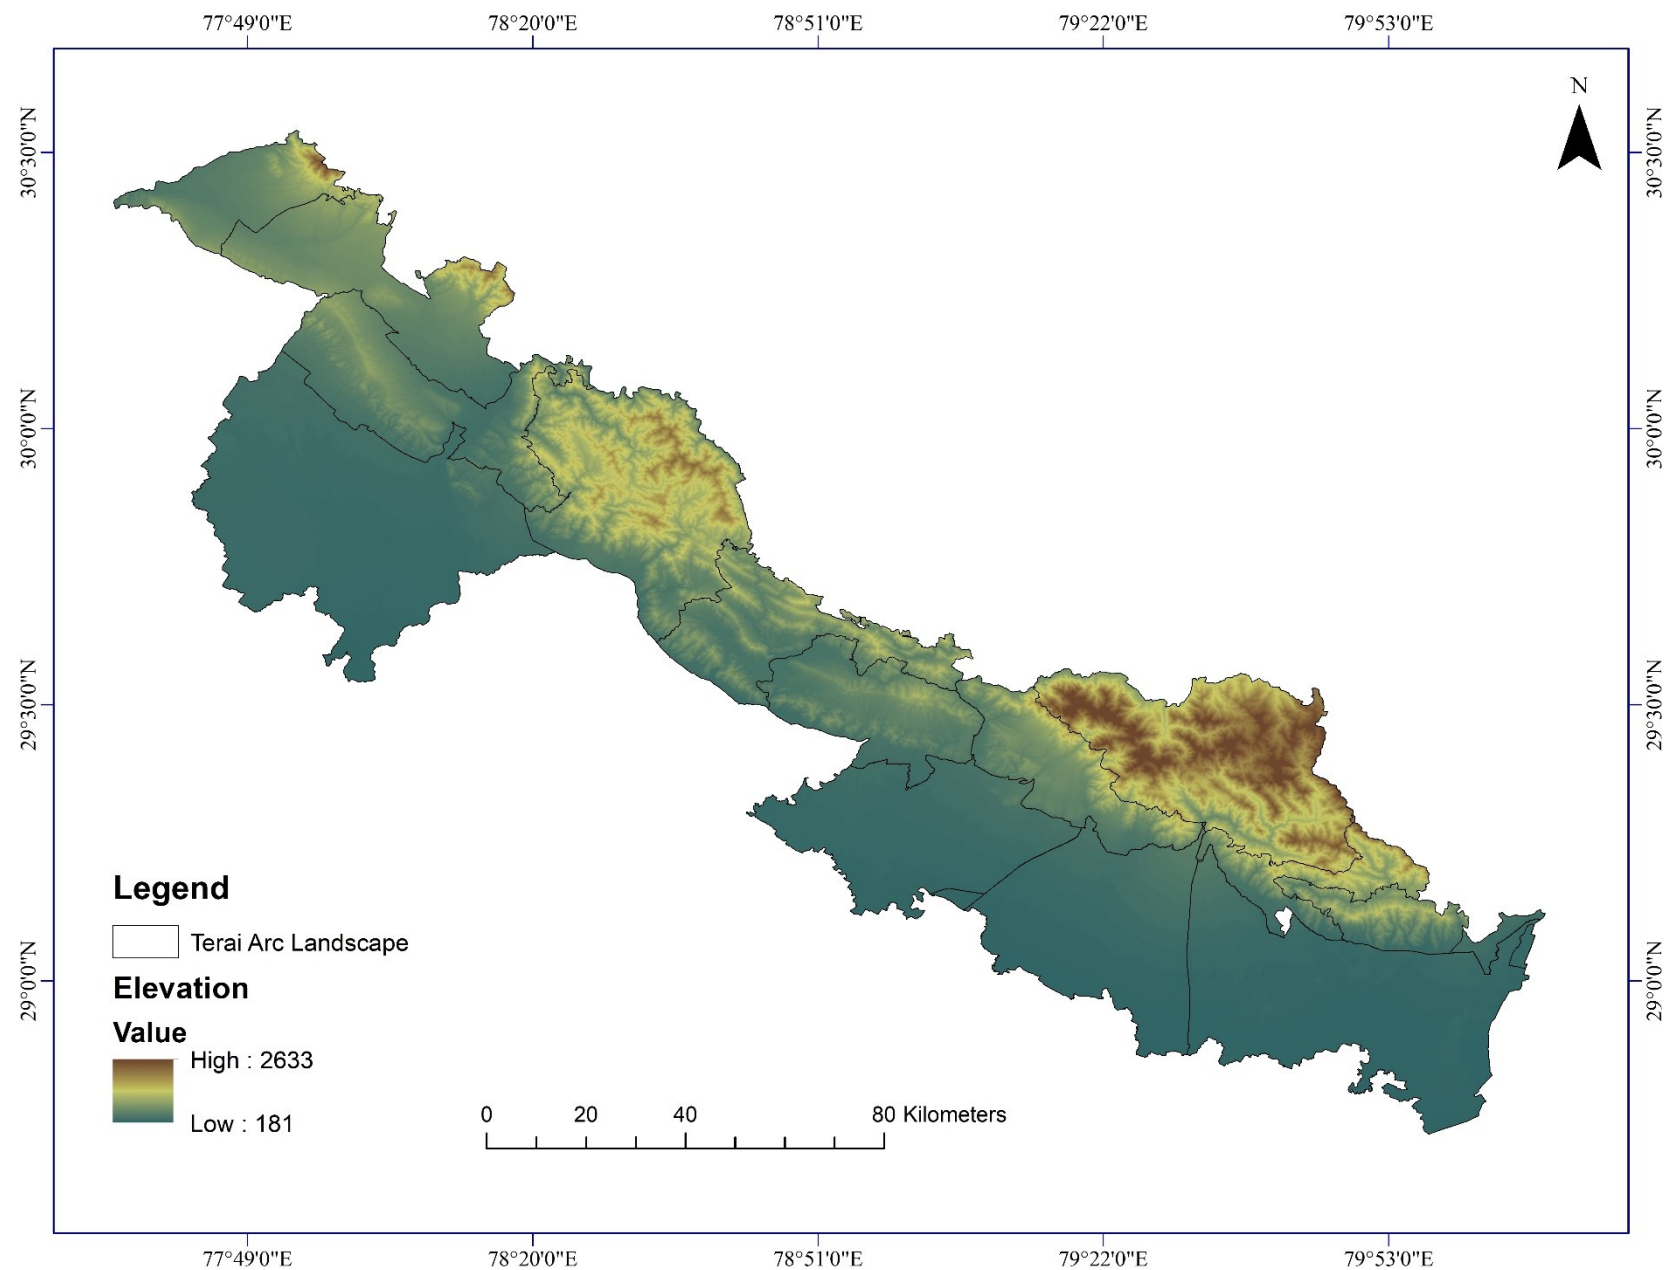 77°49'0"E 78°20'0"E 78°51'0"E 79°22'0"E 79°53'0"E
N
30°30'0"N 30°30'0"N
30°0'0"N 30°0'0"N
29°30'0"N 29°30'0"N
29°0'0"N 29°0'0"N
Legend
Terai Arc Landscape
Elevation
Value
High : 2633
Low : 181
0 20 40 80 Kilometers
77°49'0"E 78°20'0"E 78°51'0"E 79°22'0"E 79°53'0"E